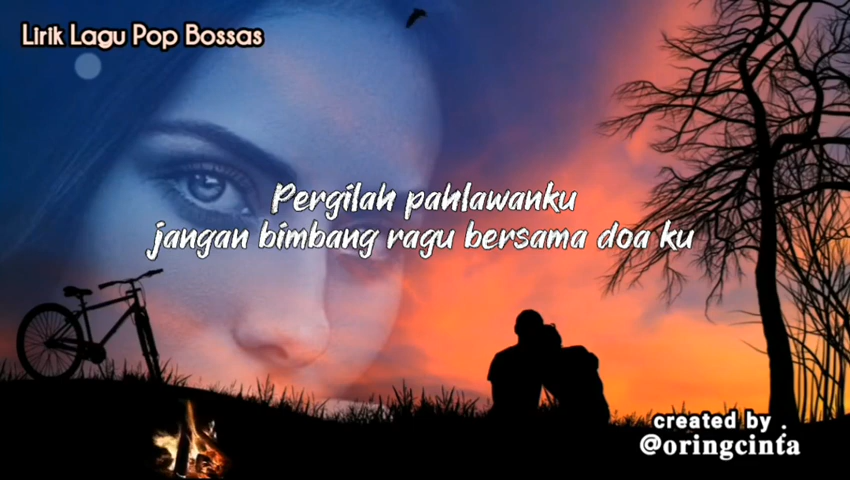 Lirik Lagu Pop Bossas
Pergilah pahlawanku
jangan bimbang ragu bersama doa ku
created by .
@oringcinta